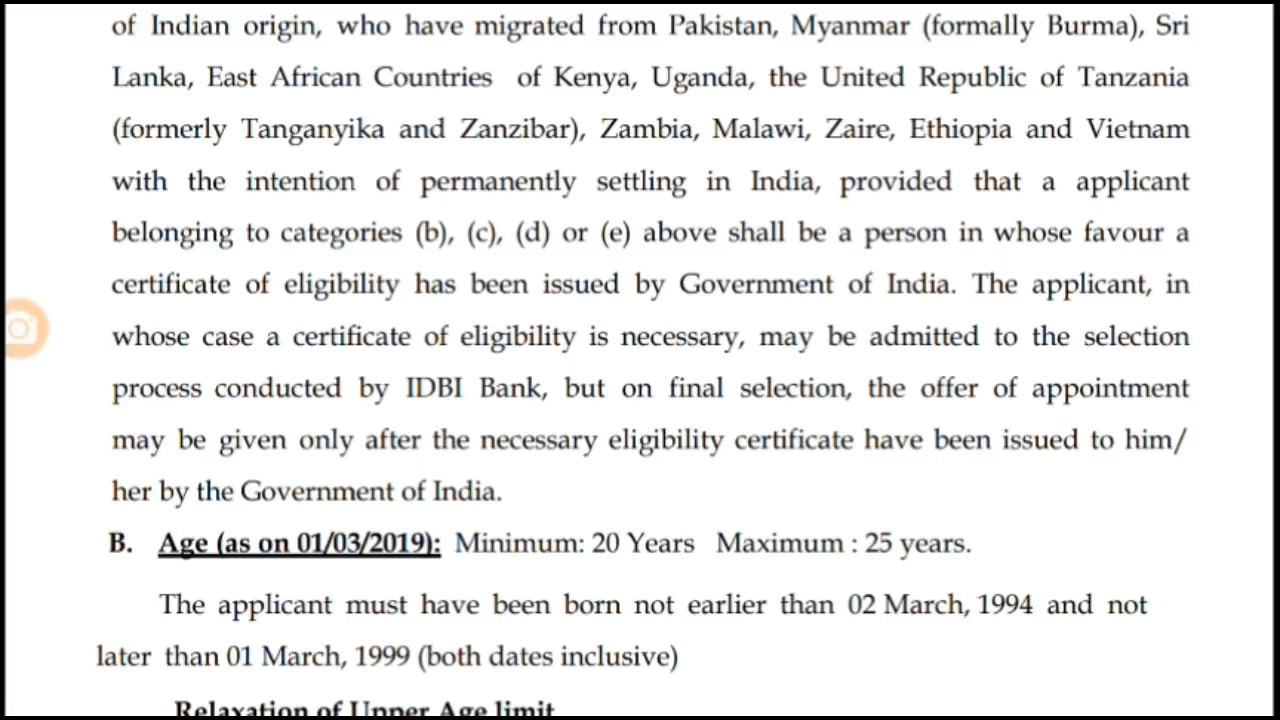 of Indian origin, who have migrated from Pakistan, Myanmar (formally Burma), Sri
Lanka, East African Countries of Kenya, Uganda, the United Republic of Tanzania
(formerly Tanganyika and Zanzibar), Zambia, Malawi, Zaire, Ethiopia and Vietnam
with the intention of permanently settling in India, provided that a applicant
belonging to categories (b), (c), (d) or (e) above shall be a person in whose favour a
certificate of eligibility has been issued by Government of India. The applicant, in
whose case a certificate of eligibility is necessary, may be admitted to the selection
process conducted by IDBI Bank, but on final selection, the offer of appointment
may be given only after the necessary eligibility certificate have been issued to him/
her by the Government of India.
B. Age (as on 01/03/2019): Minimum: 20 Years Maximum : 25 years.
The applicant must have been born not earlier than 02 March, 1994 and not
later than 01 March, 1999 (both dates inclusive)
Relaxation of Upper Age limit